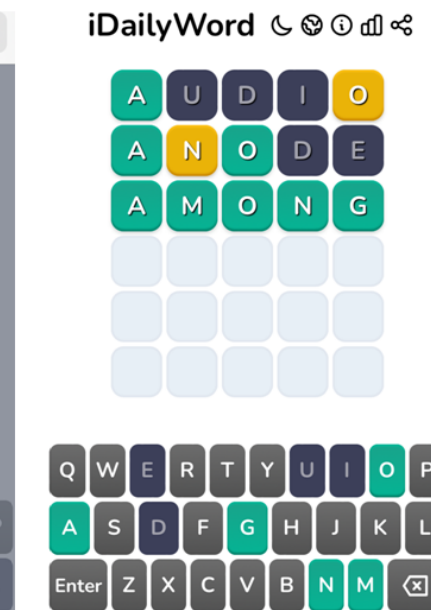 iDailyWord
A U D I O
A N O D E
A M O N G
Q W E R T Y U I O P
A S D F G H J K L
Enter Z X C V B N M